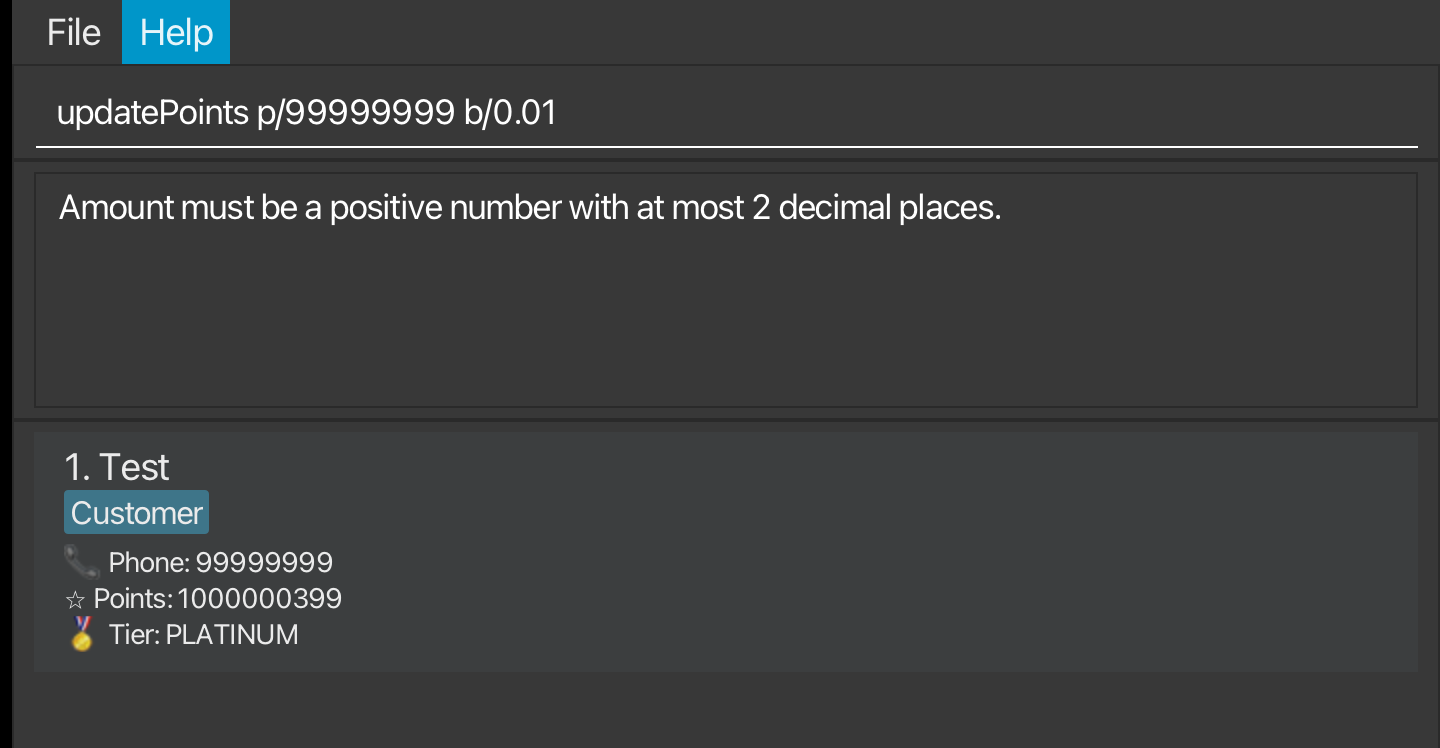 File Help
updatePoints p/99999999 b/0.01
Amount must be a positive number with at most 2 decimal places.
1. Test
Customer
Phone: 99999999
☆ Points: 1000000399
Tier: PLATINUM